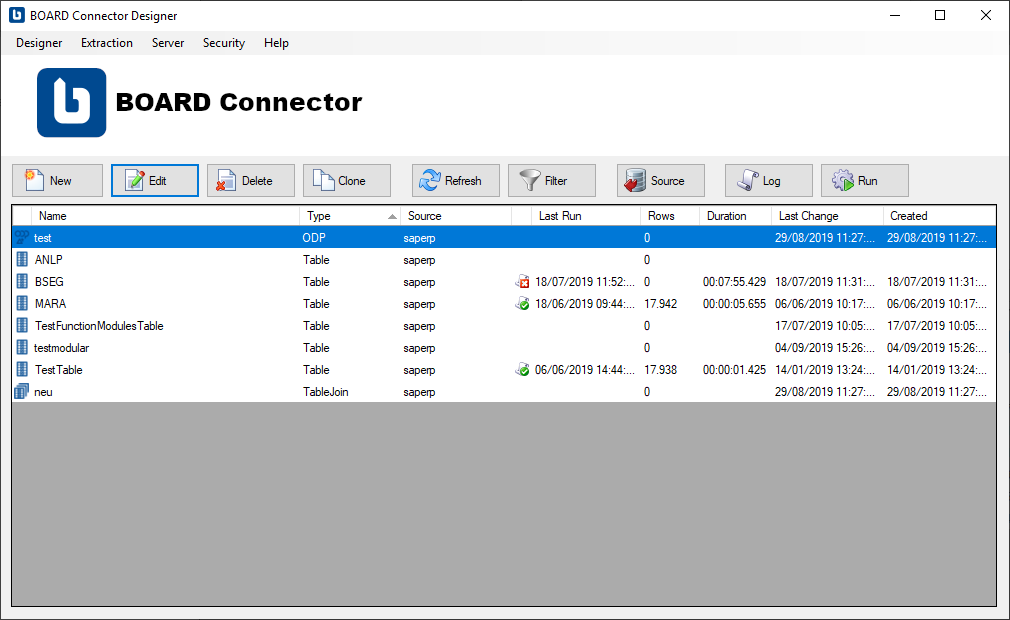 BOARD Connector Designer
Designer Extraction Server Security Help
BOARD Connector
New Edit Delete Clone Refresh Filter Source Log Run
Name Type Source Last Run Rows Duration Last Change Created
test ODP saperp 0 29/08/2019 11:27:... 29/08/2019 11:27:...
ANLP Table saperp 0
BSEG Table saperp 18/07/2019 11:52:... 0 00:07:55.429 18/07/2019 11:31:... 18/07/2019 11:31:...
MARA Table saperp 18/06/2019 09:44:... 17.942 00:00:05.655 06/06/2019 10:17:... 06/06/2019 10:17:...
TestFunctionModulesTable Table saperp 0 17/07/2019 10:05:... 17/07/2019 10:05:...
testmodular Table saperp 0 04/09/2019 15:26:... 04/09/2019 15:26:...
TestTable Table saperp 06/06/2019 14:44:... 17.938 00:00:01.425 14/01/2019 13:24:... 14/01/2019 13:24:...
neu TableJoin saperp 0 29/08/2019 11:27:... 29/08/2019 11:27:...